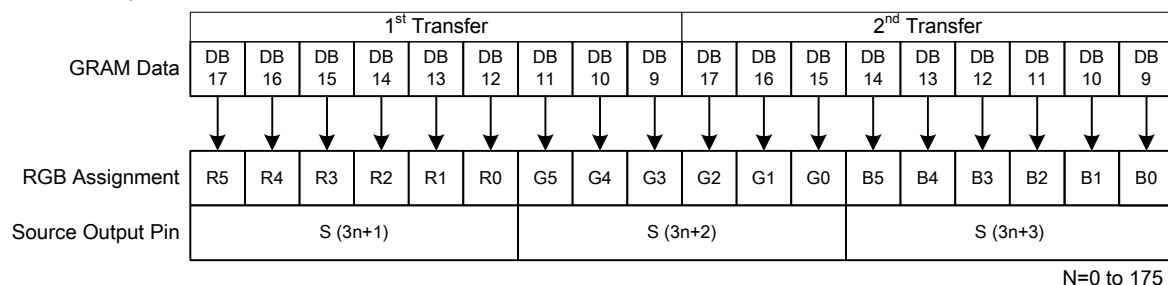 1st Transfer 2nd Transfer
GRAM Data DB 17 DB 16 DB 15 DB 14 DB 13 DB 12 DB 11 DB 10 DB 9 DB 17 DB 16 DB 15 DB 14 DB 13 DB 12 DB 11 DB 10 DB 9
RGB Assignment R5 R4 R3 R2 R1 R0 G5 G4 G3 G2 G1 G0 B5 B4 B3 B2 B1 B0
Source Output Pin S (3n+1) S (3n+2) S (3n+3)
N=0 to 175